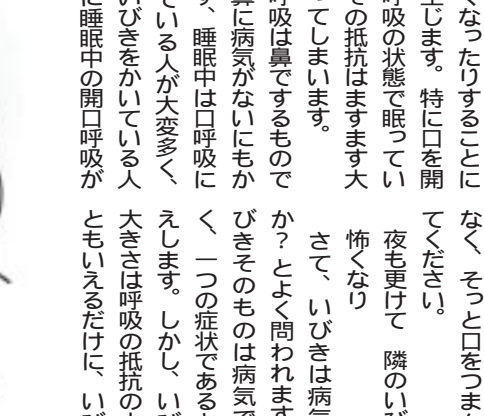 くなったりすることに
生じます。特に口を開
呼吸の状態で眠ってい
その抵抗はますます大
ってしまいます。
呼吸は鼻でするもので
鼻に病気がないにもか
す、睡眠中は口呼吸に
ている人が大変多く、
いびきをかいている人
に睡眠中の開口呼吸が
なく、そっと口をつま
てください。
夜も更けて 隣のいび
怖くなり
さて、いびきは病気
か? とよく問われます
びきそのものは病気で
く、一つの症状であると
えします。しかし、いび
大きさは呼吸の抵抗の
ともいえるだけに、いび